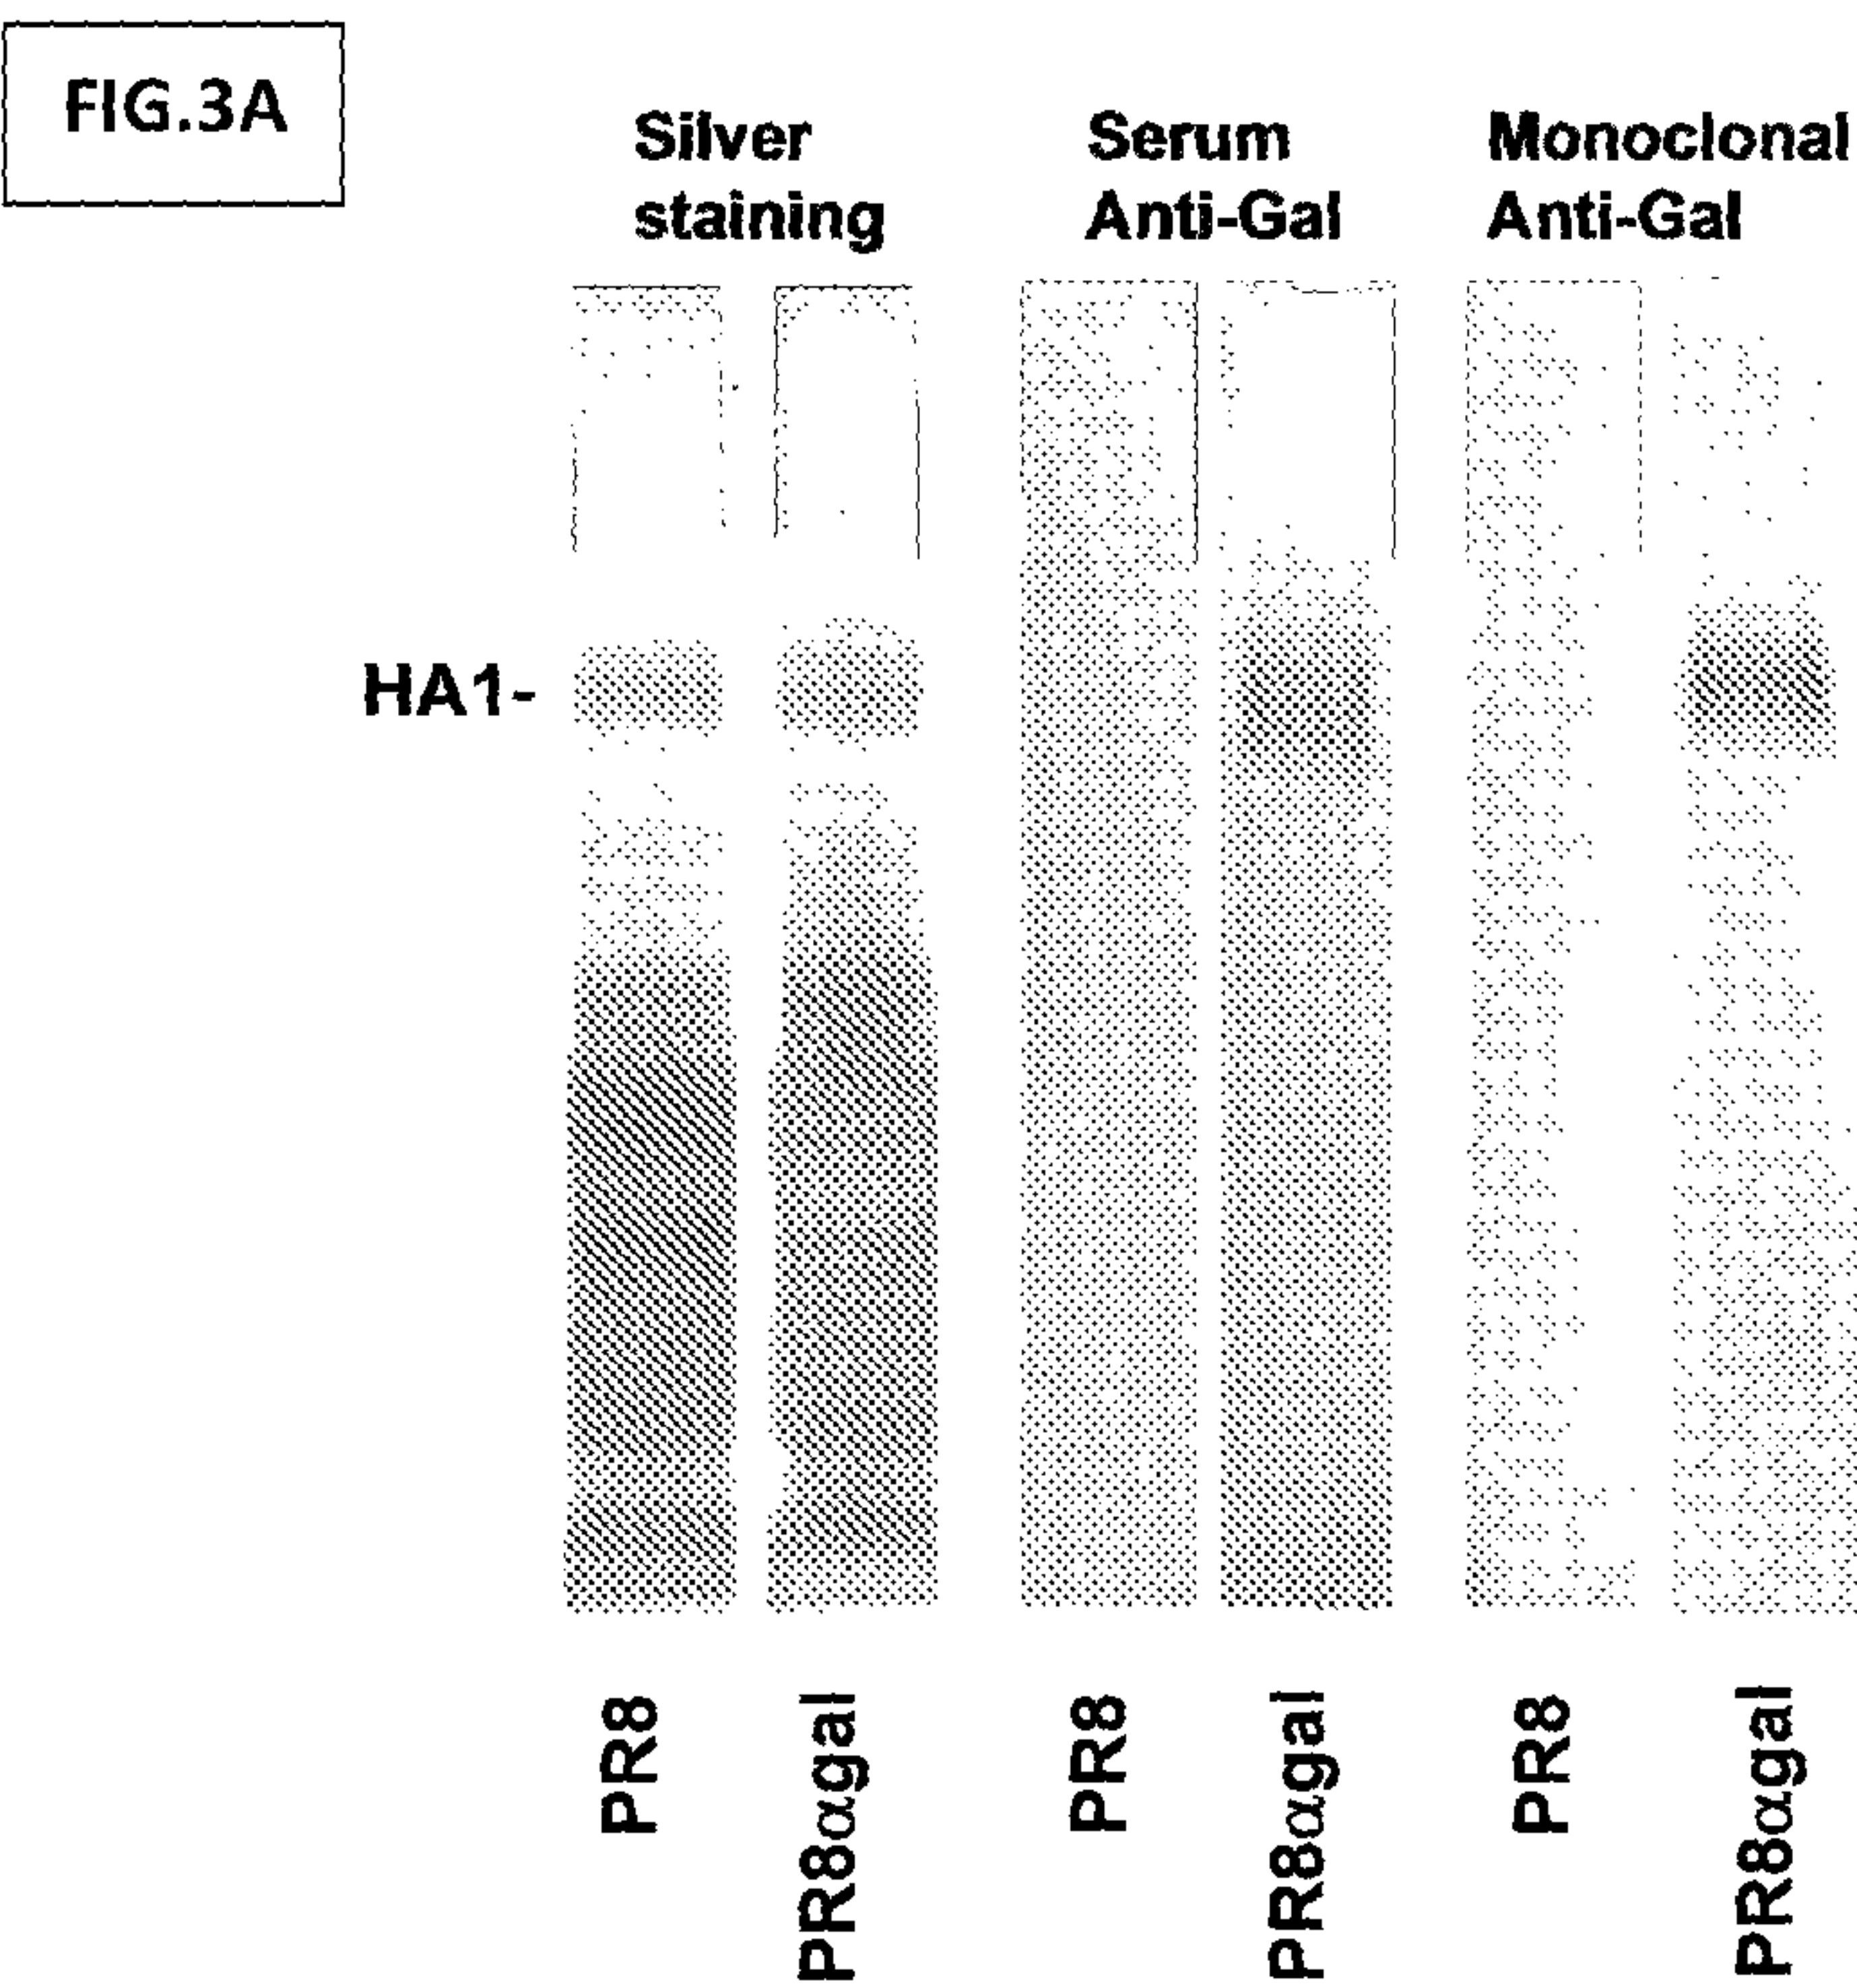 FIG.3A
Silver
staining
Serum
Anti-Gal
Monoclonal
Anti-Gal
HA1-
PR8
PR8αgal
PR8
PR8αgal
PR8
PR8αgal